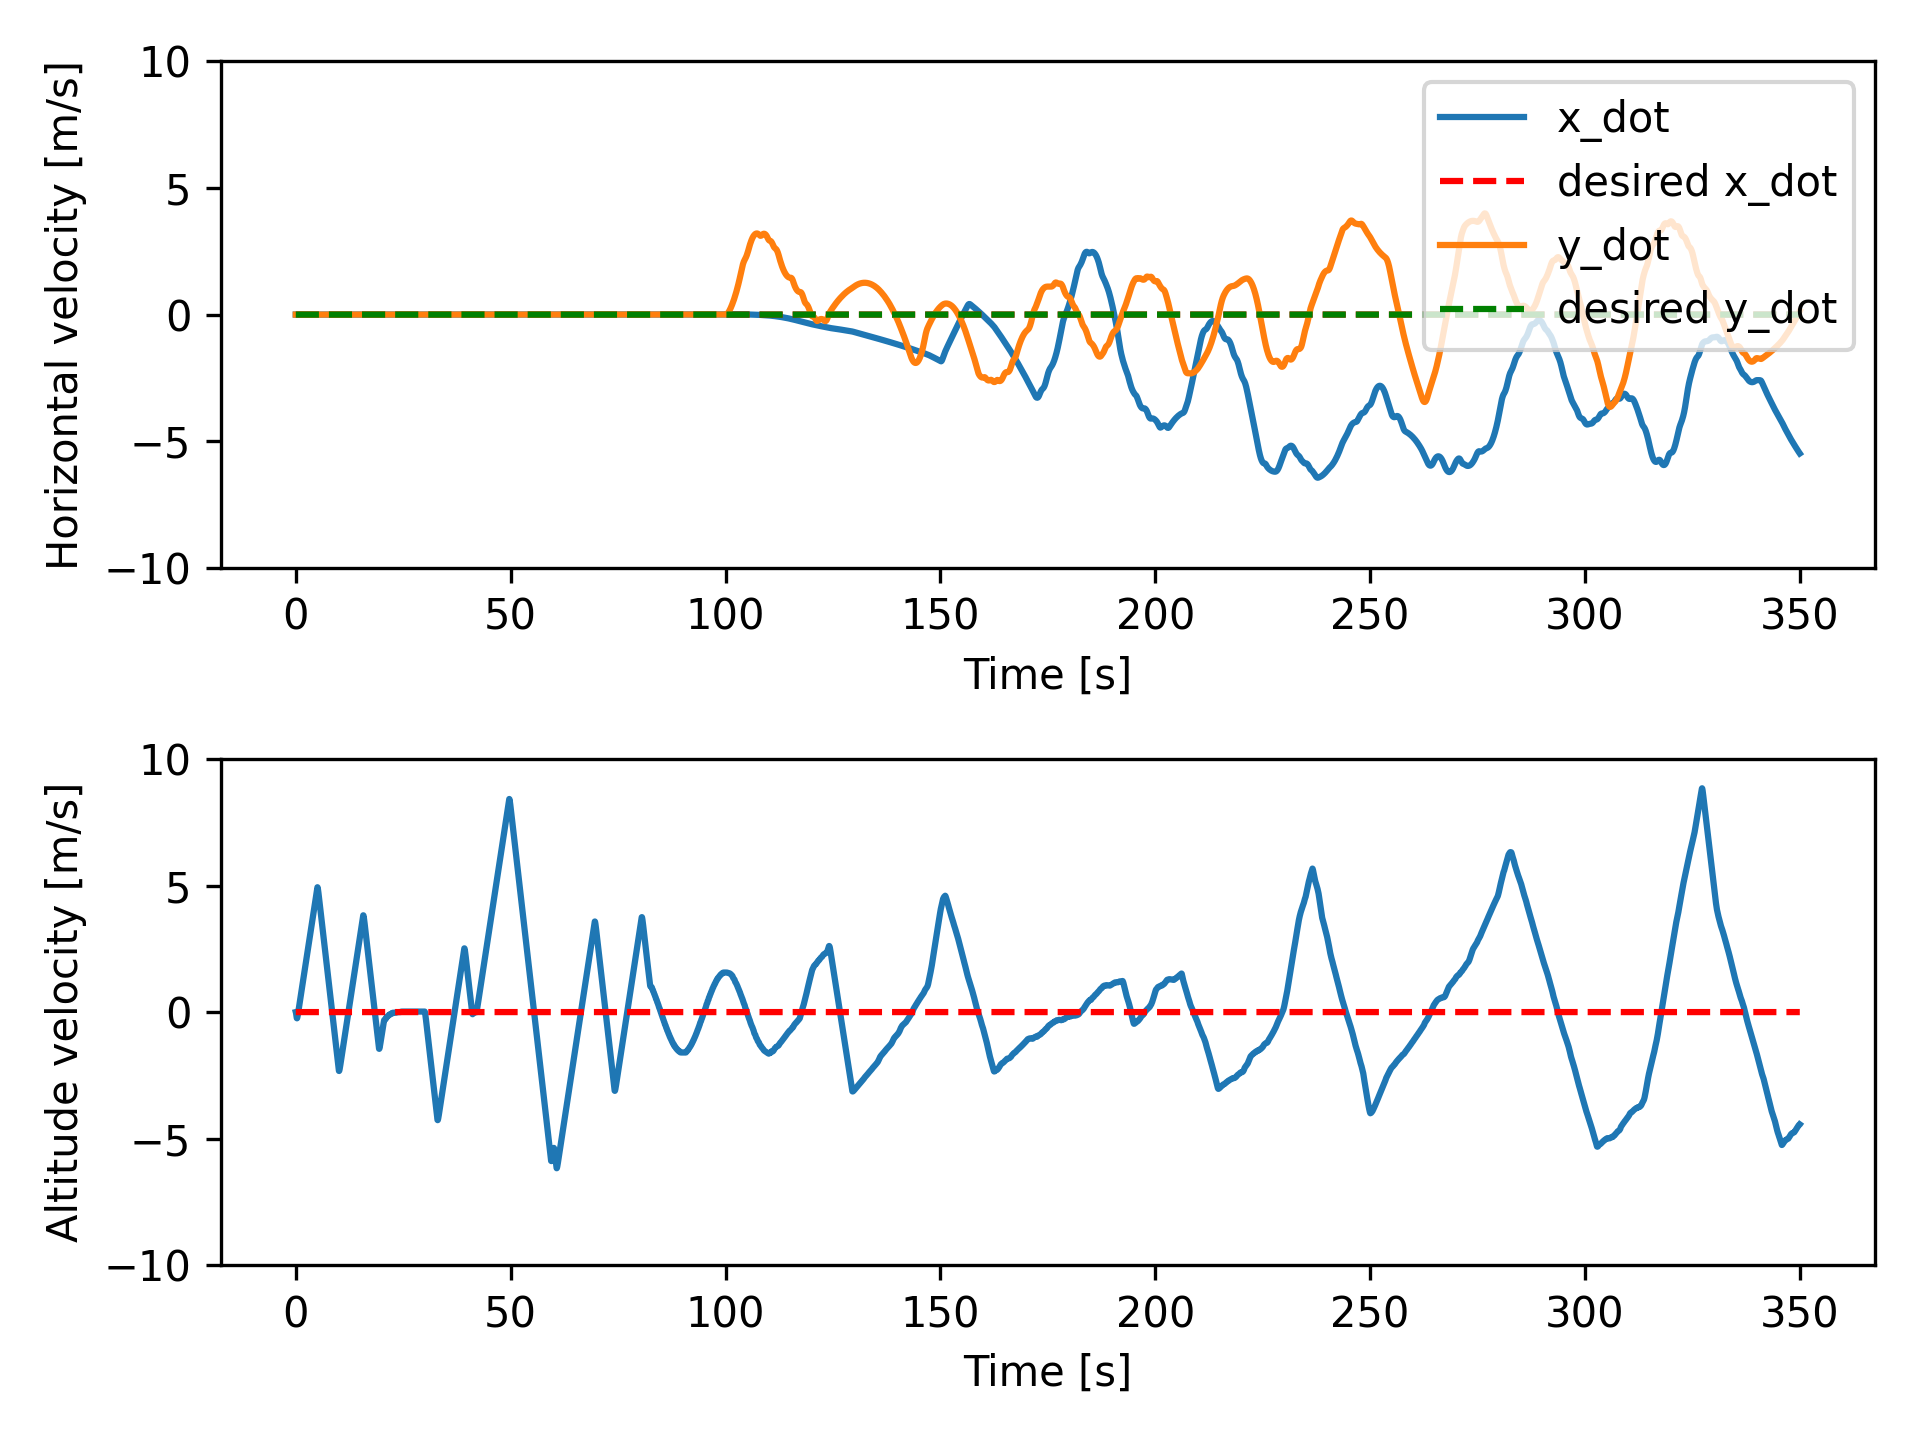 10
5
0
−5
−10
Horizontal velocity [m/s]
x_dot
desired x_dot
y_dot
desired y_dot
0 50 100 150 200 250 300 350
Time [s]
10
5
0
−5
−10
Altitude velocity [m/s]
0 50 100 150 200 250 300 350
Time [s]